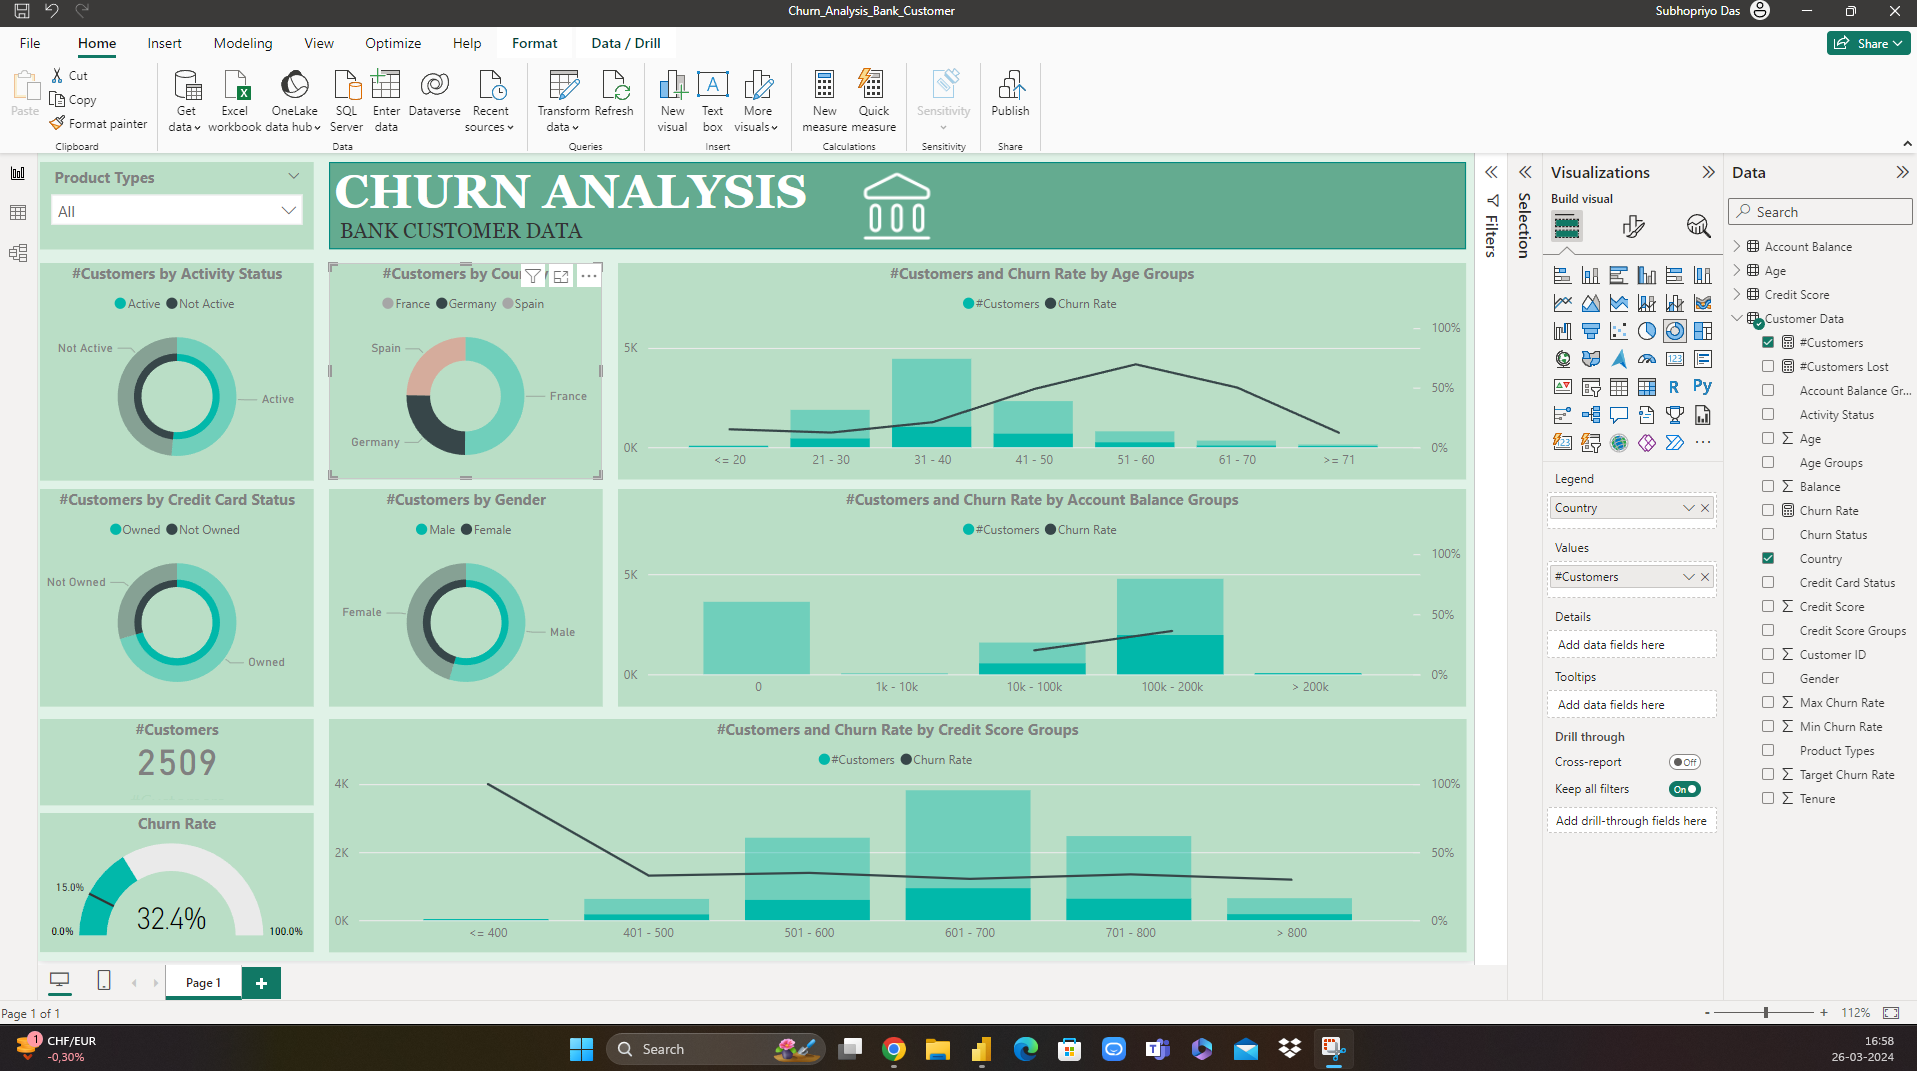 Churn_Analysis_Bank_Customer
Subhopriyo Das
File
Home
Insert
Modeling
View
Optimize
Help
Format
Data / Drill
Share
Paste
Cut
Copy
Format painter
Clipboard
Get data
Excel workbook
OneLake data hub
SQL Server
Enter data
Dataverse
Recent sources
Data
Transform data
Refresh
Queries
New visual
A
Text box
More visuals
Insert
New measure
Quick measure
Calculations
Sensitivity
Sensitivity
Publish
Share
Product Types
All
CHURN ANALYSIS
BANK CUSTOMER DATA
#Customers by Activity Status
Active Not Active
Not Active
Active
#Customers by Cou
France Germany Spain
Spain
France
Germany
#Customers and Churn Rate by Age Groups
#Customers Churn Rate
100%
5K
50%
0K
0%
<= 20 21 - 30 31 - 40 41 - 50 51 - 60 61 - 70 >= 71
#Customers by Credit Card Status
Owned Not Owned
Not Owned
Owned
#Customers by Gender
Male Female
Female
Male
#Customers and Churn Rate by Account Balance Groups
#Customers Churn Rate
100%
5K
50%
0K
0%
0 1k - 10k 10k - 100k 100k - 200k > 200k
#Customers
2509
Churn Rate
15.0%
0.0%
32.4%
100.0%
#Customers and Churn Rate by Credit Score Groups
#Customers Churn Rate
4K
100%
2K
50%
0K
0%
<= 400 401 - 500 501 - 600 601 - 700 701 - 800 > 800
Filters
Selection
Visualizations
Build visual
123
R
Py
123
Legend
Country
Values
#Customers
Details
Add data fields here
Tooltips
Add data fields here
Drill through
Cross-report
Off
Keep all filters
On
Add drill-through fields here
Data
Search
Account Balance
Age
Credit Score
Customer Data
#Customers
#Customers Lost
Account Balance Gr...
Activity Status
Age
Age Groups
Balance
Churn Rate
Churn Status
Country
Credit Card Status
Credit Score
Credit Score Groups
Customer ID
Gender
Max Churn Rate
Min Churn Rate
Product Types
Target Churn Rate
Tenure
Page 1
Page 1 of 1
112%
1
CHF/EUR
-0,30%
Search
16:58
26-03-2024